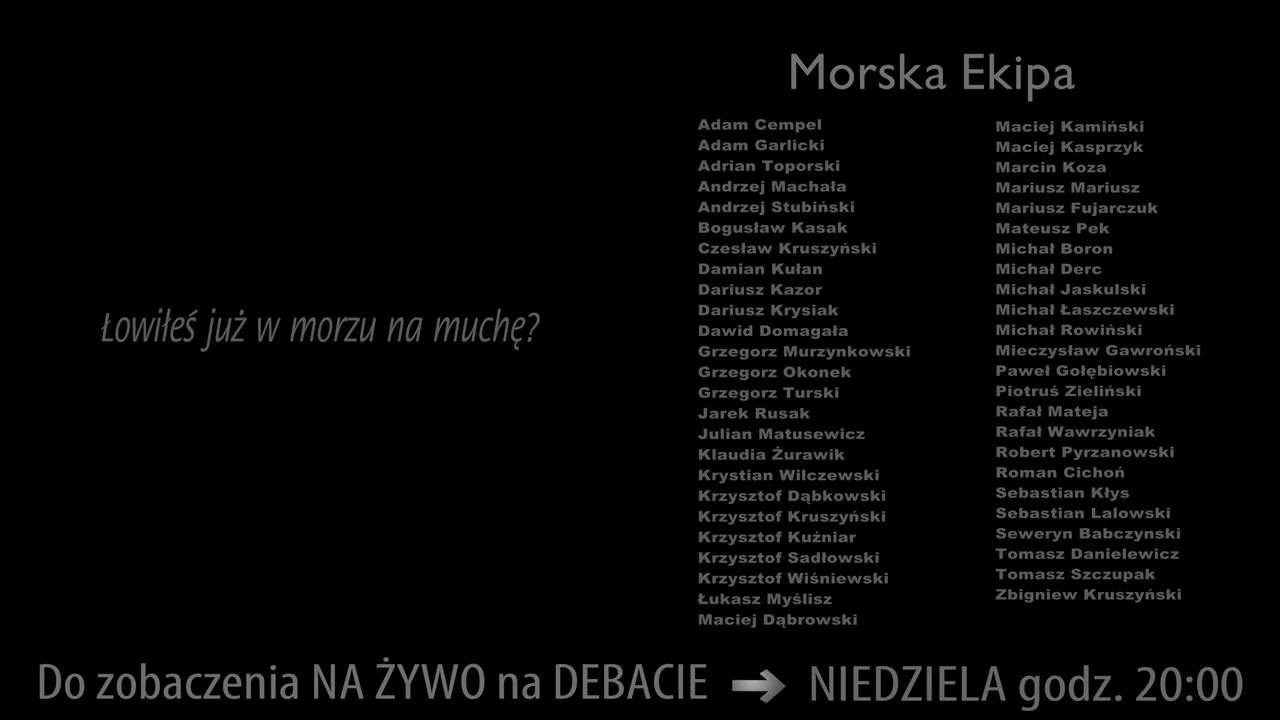 Morska Ekipa
Adam Cempel
Adam Garlicki
Adrian Toporski
Andrzej Machała
Andrzej Stubiński
Bogusław Kasak
Czesław Kruszyński
Damian Kułan
Dariusz Kazor
Dariusz Krysiak
Dawid Domagała
Grzegorz Murzynkowski
Grzegorz Okonek
Grzegorz Turski
Jarek Rusak
Julian Matusewicz
Klaudia Żurawik
Krystian Wilczewski
Krzysztof Dąbkowski
Krzysztof Kruszyński
Krzysztof Kuźniar
Krzysztof Sadłowski
Krzysztof Wiśniewski
Łukasz Myślisz
Maciej Dąbrowski
Maciej Kamiński
Maciej Kasprzyk
Marcin Koza
Mariusz Mariusz
Mariusz Fujarczuk
Mateusz Pek
Michał Boron
Michał Derc
Michał Jaskulski
Michał Łaszczewski
Michał Rowiński
Mieczysław Gawroński
Paweł Gołębiowski
Piotruś Zieliński
Rafał Mateja
Rafał Wawrzyniak
Robert Pyrzanowski
Roman Cichoń
Sebastian Kłys
Sebastian Lalowski
Seweryn Babczynski
Tomasz Danielewicz
Tomasz Szczupak
Zbigniew Kruszyński
Łowiłeś już w morzu na muchę?
Do zobaczenia NA ŻYWO na DEBACIE → NIEDZIELA godz. 20:00